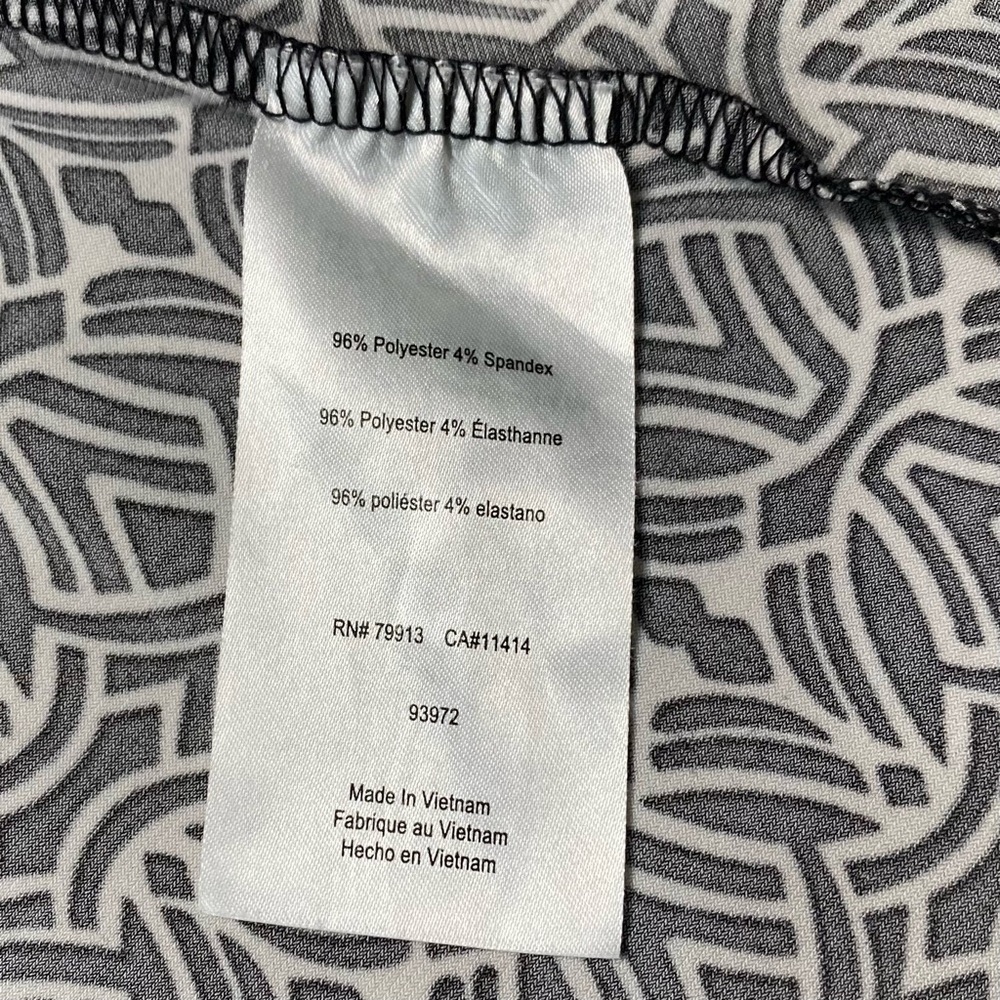 96% Polyester 4% Spandex
96% Polyester 4% Élasthanne
96% poliéster 4% elastano
RN# 79913 CA#11414
93972
Made In Vietnam
Fabrique au Vietnam
Hecho en Vietnam